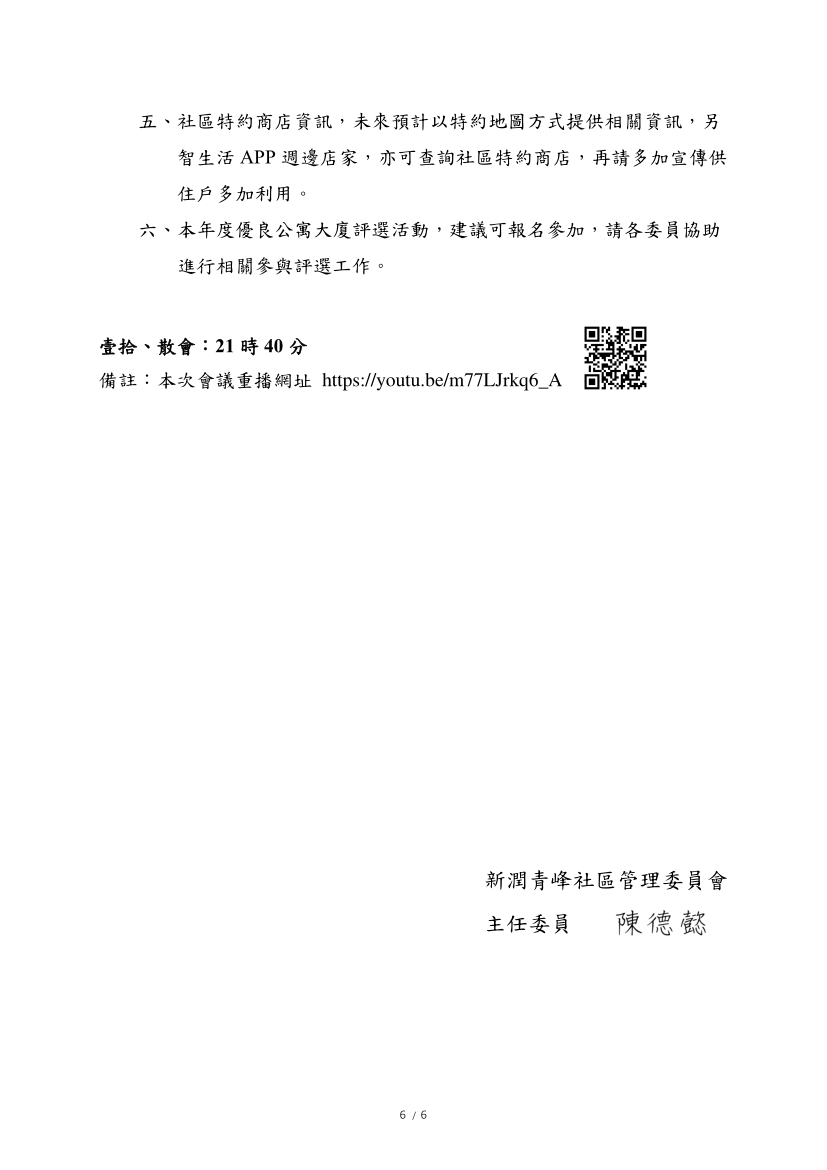 五、社區特約商店資訊，未來預計以特約地圖方式提供相關資訊，另
智生活 APP 週邊店家，亦可查詢社區特約商店，再請多加宣傳供
住戶多加利用。
六、本年度優良公寓大廈評選活動，建議可報名參加，請各委員協助
進行相關參與評選工作。
壹拾、散會：21 時 40 分
備註：本次會議重播網址 https://youtu.be/m77LJrkq6_A
新潤青峰社區管理委員會
主任委員 陳德懿
6 / 6